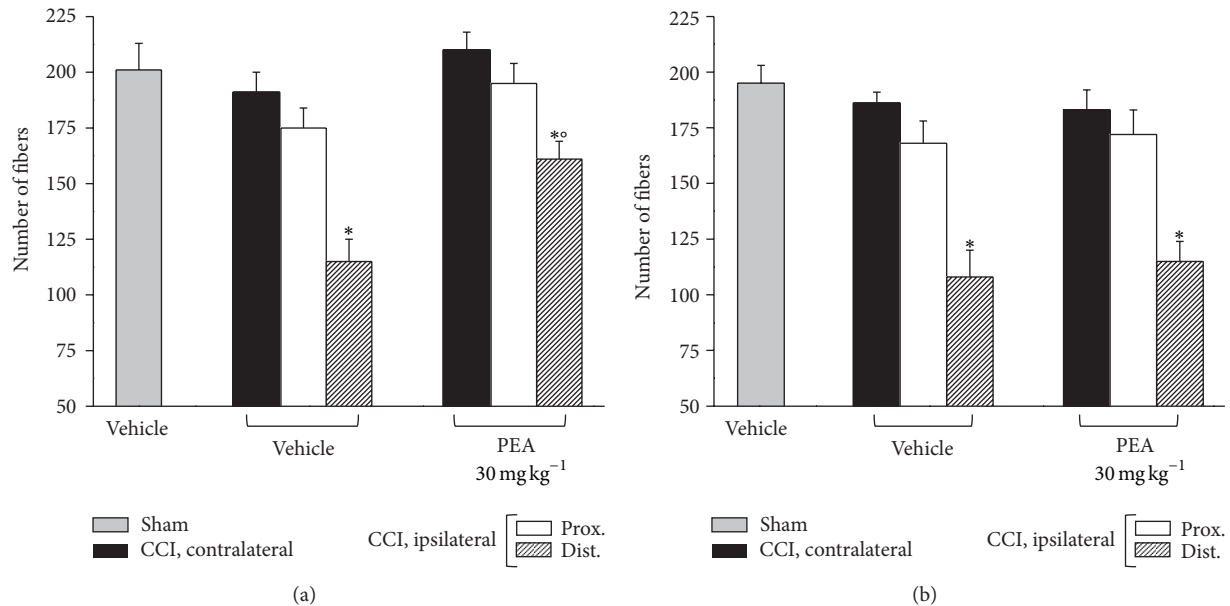 225
200
175
150
125
100
75
50
Number of fibers
*
*°
Vehicle
Vehicle
PEA
30 mg kg⁻¹
Sham
CCI, contralateral
CCI, ipsilateral
Prox.
Dist.
(a)
225
200
175
150
125
100
75
50
Number of fibers
*
*
Vehicle
Vehicle
PEA
30 mg kg⁻¹
Sham
CCI, contralateral
CCI, ipsilateral
Prox.
Dist.
(b)